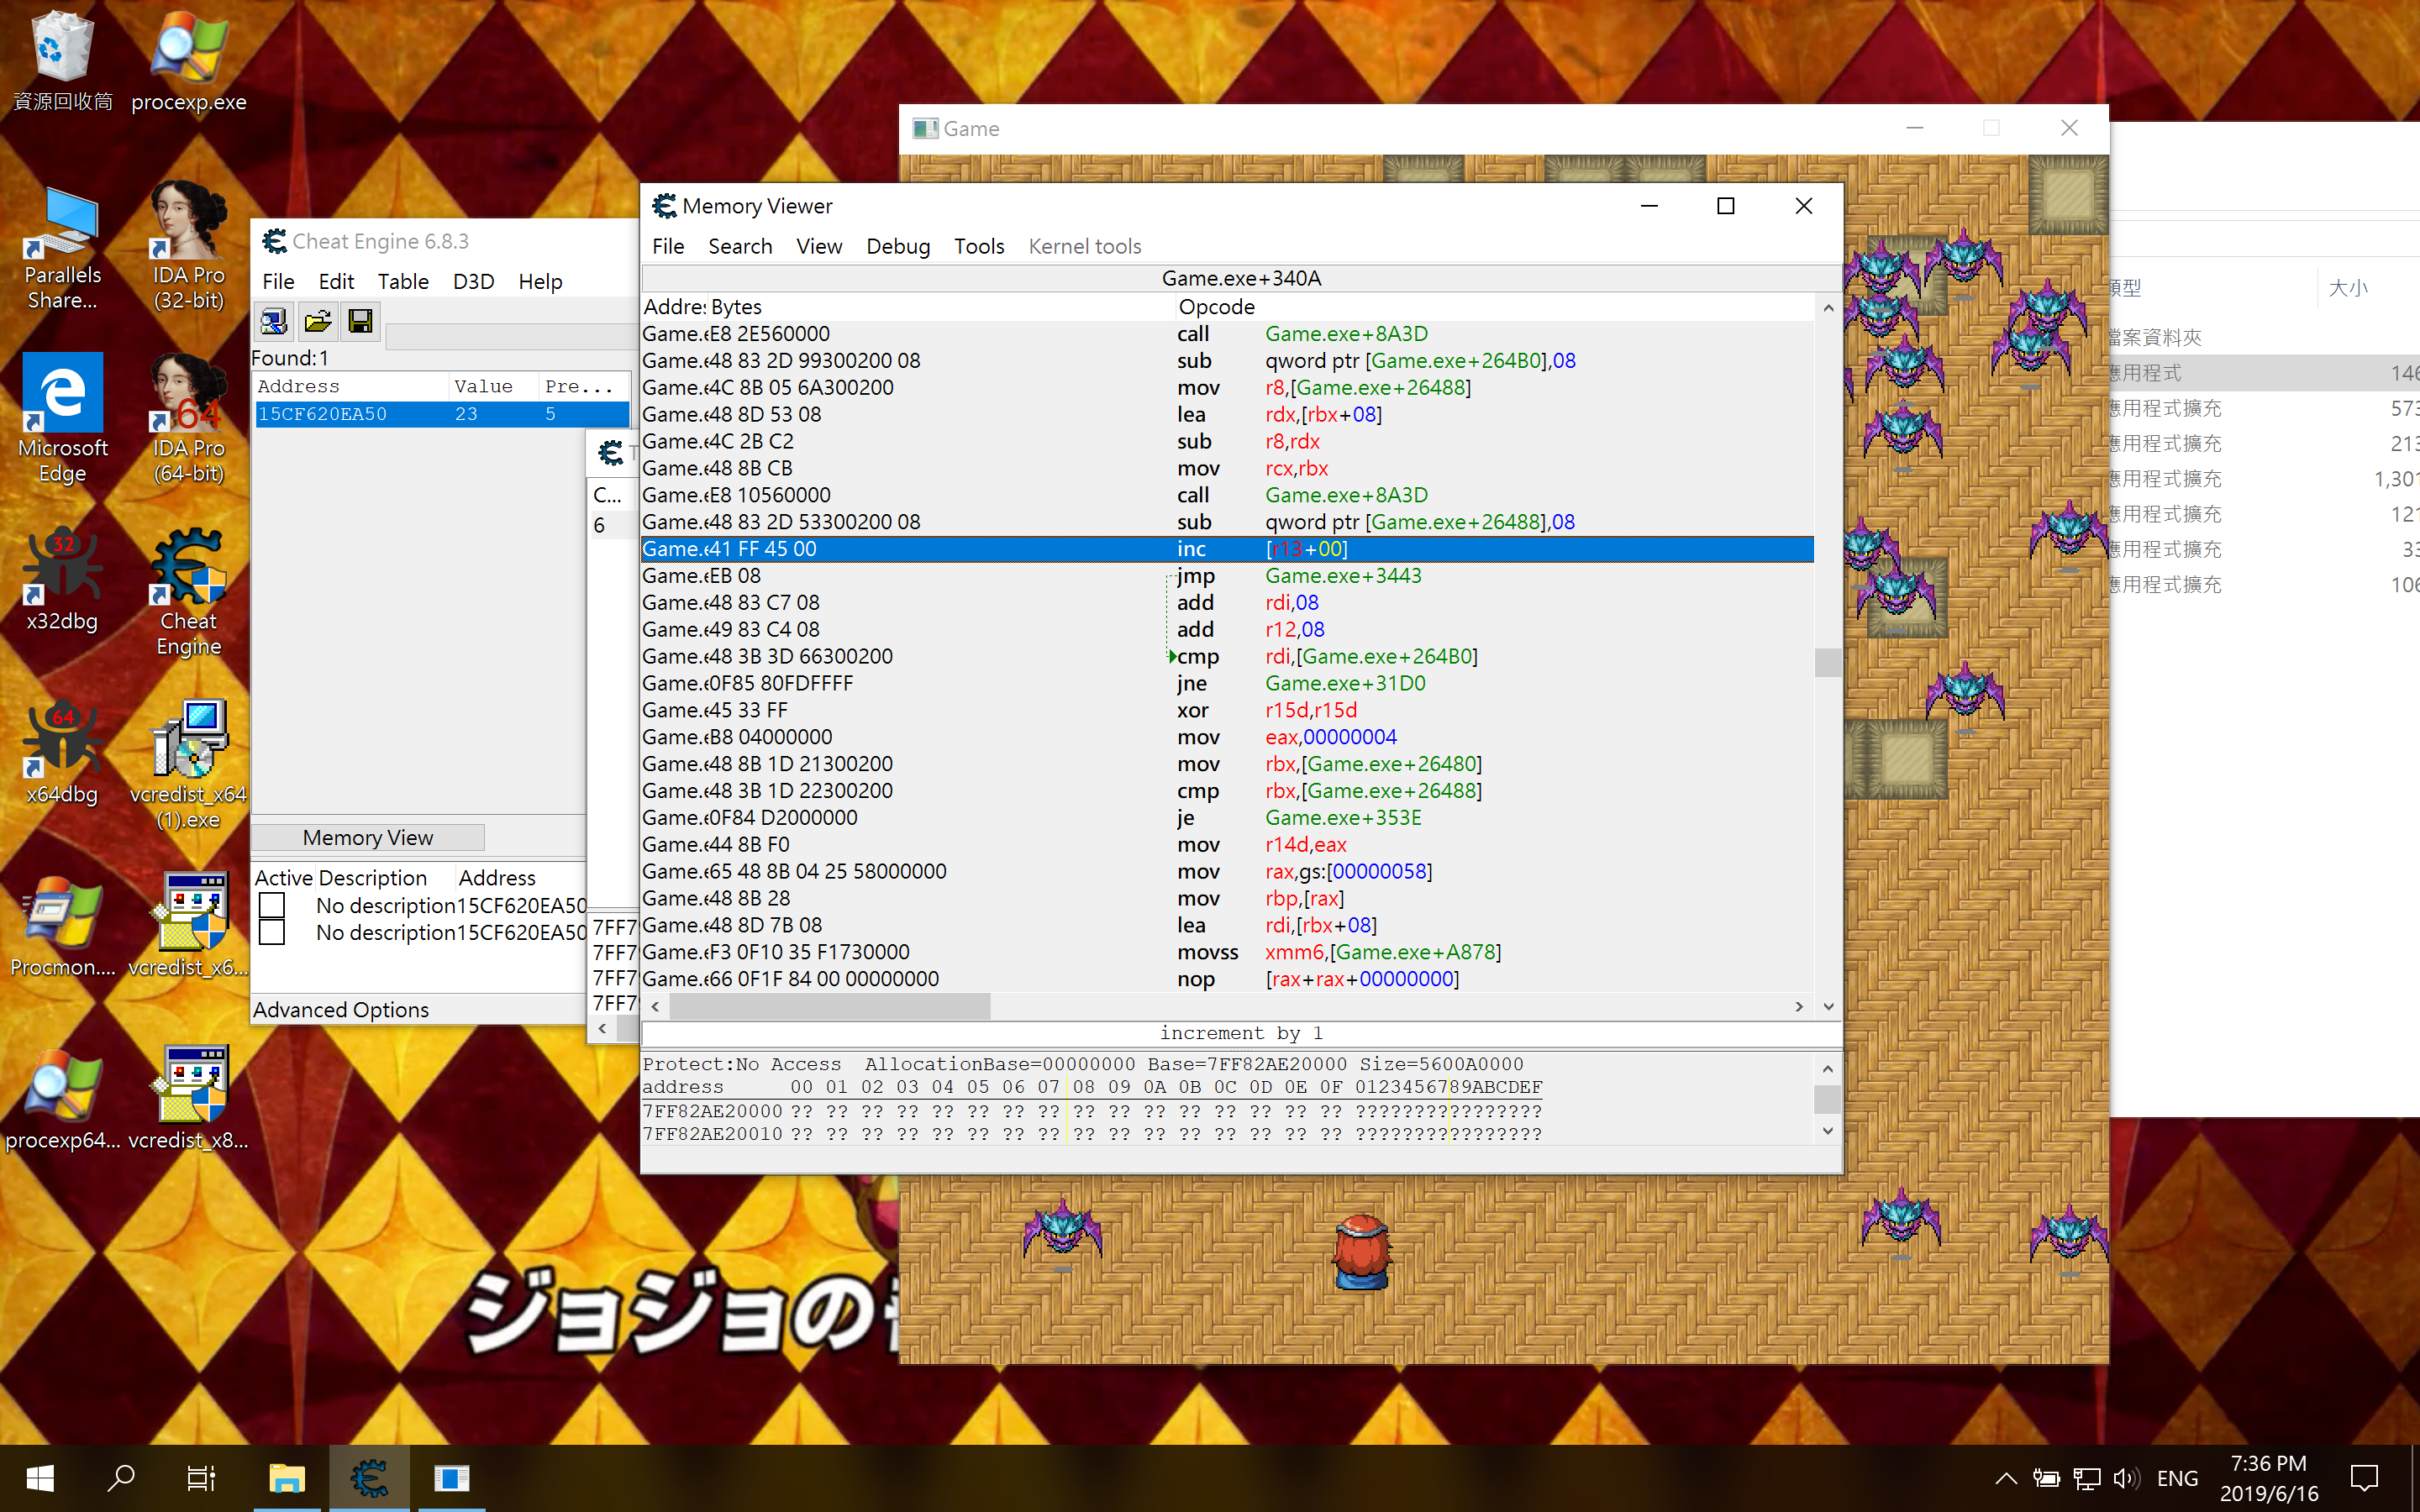 資源回收筒
procexp.exe
Parallels
Share...
IDA Pro
(32-bit)
Microsoft
Edge
64
IDA Pro
(64-bit)
32
x32dbg
Cheat
Engine
64
x64dbg
vcredist_x64
(1).exe
Procmon....
vcredist_x6...
procexp64...
vcredist_x8...
Cheat Engine 6.8.3
File Edit Table D3D Help
Found:1
Address Value Pre...
15CF620EA50 23 5
Memory View
Active Description Address
No description 15CF620EA50
No description 15CF620EA50
Advanced Options
C...
6
7FF7
7FF7
7FF7
7FF7
Game
Memory Viewer
File Search View Debug Tools Kernel tools
Game.exe+340A
Addres Bytes Opcode
Game.e E8 2E560000 call Game.exe+8A3D
Game.e 48 83 2D 99300200 08 sub qword ptr [Game.exe+264B0],08
Game.e 4C 8B 05 6A300200 mov r8,[Game.exe+26488]
Game.e 48 8D 53 08 lea rdx,[rbx+08]
Game.e 4C 2B C2 sub r8,rdx
Game.e 48 8B CB mov rcx,rbx
Game.e E8 10560000 call Game.exe+8A3D
Game.e 48 83 2D 53300200 08 sub qword ptr [Game.exe+26488],08
Game.e 41 FF 45 00 inc [r13+00]
Game.e EB 08 jmp Game.exe+3443
Game.e 48 83 C7 08 add rdi,08
Game.e 49 83 C4 08 add r12,08
Game.e 48 3B 3D 66300200 cmp rdi,[Game.exe+264B0]
Game.e 0F85 80FDFFFF jne Game.exe+31D0
Game.e 45 33 FF xor r15d,r15d
Game.e B8 04000000 mov eax,00000004
Game.e 48 8B 1D 21300200 mov rbx,[Game.exe+26480]
Game.e 48 3B 1D 22300200 cmp rbx,[Game.exe+26488]
Game.e 0F84 D2000000 je Game.exe+353E
Game.e 44 8B F0 mov r14d,eax
Game.e 65 48 8B 04 25 58000000 mov rax,gs:[00000058]
Game.e 48 8B 28 mov rbp,[rax]
Game.e 48 8D 7B 08 lea rdi,[rbx+08]
Game.e F3 0F10 35 F1730000 movss xmm6,[Game.exe+A878]
Game.e 66 0F1F 84 00 00000000 nop [rax+rax+00000000]
increment by 1
Protect:No Access AllocationBase=00000000 Base=7FF82AE20000 Size=5600A0000
address 00 01 02 03 04 05 06 07 08 09 0A 0B 0C 0D 0E 0F 0123456789ABCDEF
7FF82AE20000 ?? ?? ?? ?? ?? ?? ?? ?? ?? ?? ?? ?? ?? ?? ?? ?? ????????????????
7FF82AE20010 ?? ?? ?? ?? ?? ?? ?? ?? ?? ?? ?? ?? ?? ?? ?? ?? ????????????????
類型 大小
檔案資料夾
應用程式 146
應用程式擴充 573
應用程式擴充 213
應用程式擴充 1,301
應用程式擴充 121
應用程式擴充 33
應用程式擴充 106
ジョジョの
ENG
7:36 PM
2019/6/16